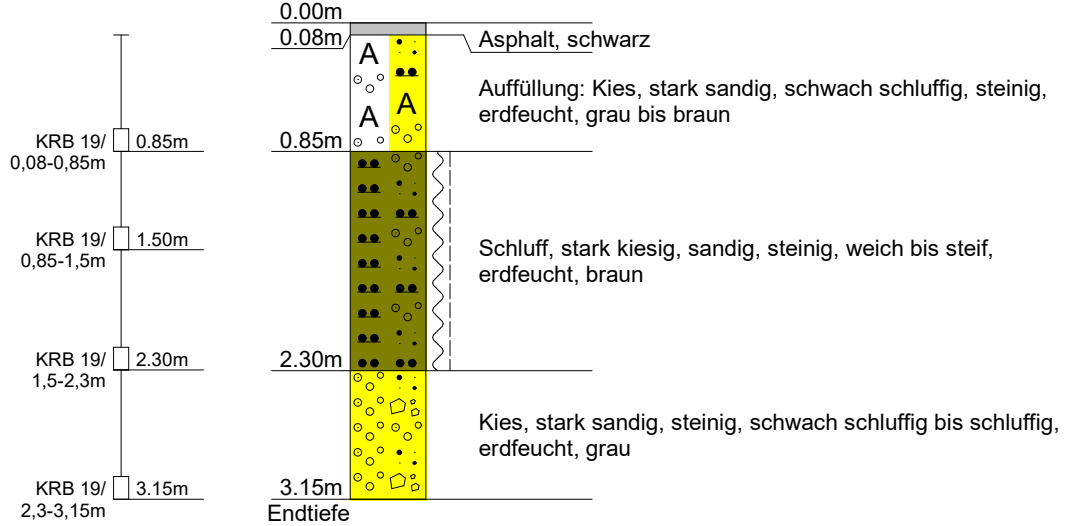 0.00m
0.08m
Asphalt, schwarz
A
A
A
Auffüllung: Kies, stark sandig, schwach schluffig, steinig,
erdfeucht, grau bis braun
KRB 19/
0,08-0,85m
0.85m
0.85m
KRB 19/
0,85-1,5m
1.50m
Schluff, stark kiesig, sandig, steinig, weich bis steif,
erdfeucht, braun
KRB 19/
1,5-2,3m
2.30m
2.30m
Kies, stark sandig, steinig, schwach schluffig bis schluffig,
erdfeucht, grau
KRB 19/
2,3-3,15m
3.15m
3.15m
Endtiefe